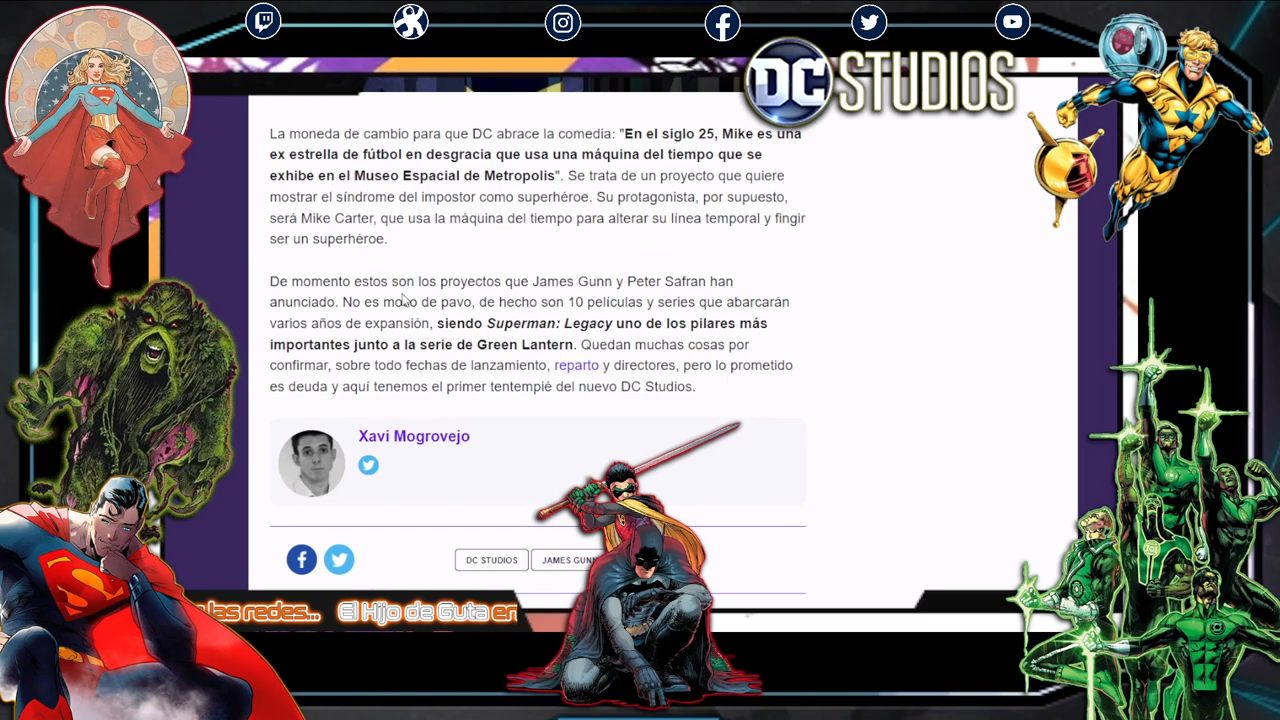 DC STUDIOS
La moneda de cambio para que DC abrace la comedia: "En el siglo 25, Mike es una
ex estrella de fútbol en desgracia que usa una máquina del tiempo que se
exhibe en el Museo Espacial de Metropolis". Se trata de un proyecto que quiere
mostrar el síndrome del impostor como superhéroe. Su protagonista, por supuesto,
será Mike Carter, que usa la máquina del tiempo para alterar su línea temporal y fingir
ser un superhéroe.
De momento estos son los proyectos que James Gunn y Peter Safran han
anunciado. No es moco de pavo, de hecho son 10 películas y series que abarcarán
varios años de expansión, siendo Superman: Legacy uno de los pilares más
importantes junto a la serie de Green Lantern. Quedan muchas cosas por
confirmar, sobre todo fechas de lanzamiento, reparto y directores, pero lo prometido
es deuda y aquí tenemos el primer tentempié del nuevo DC Studios.
Xavi Mogrovejo
DC STUDIOS JAMES GUNN
las redes... El Hijo de Guta en